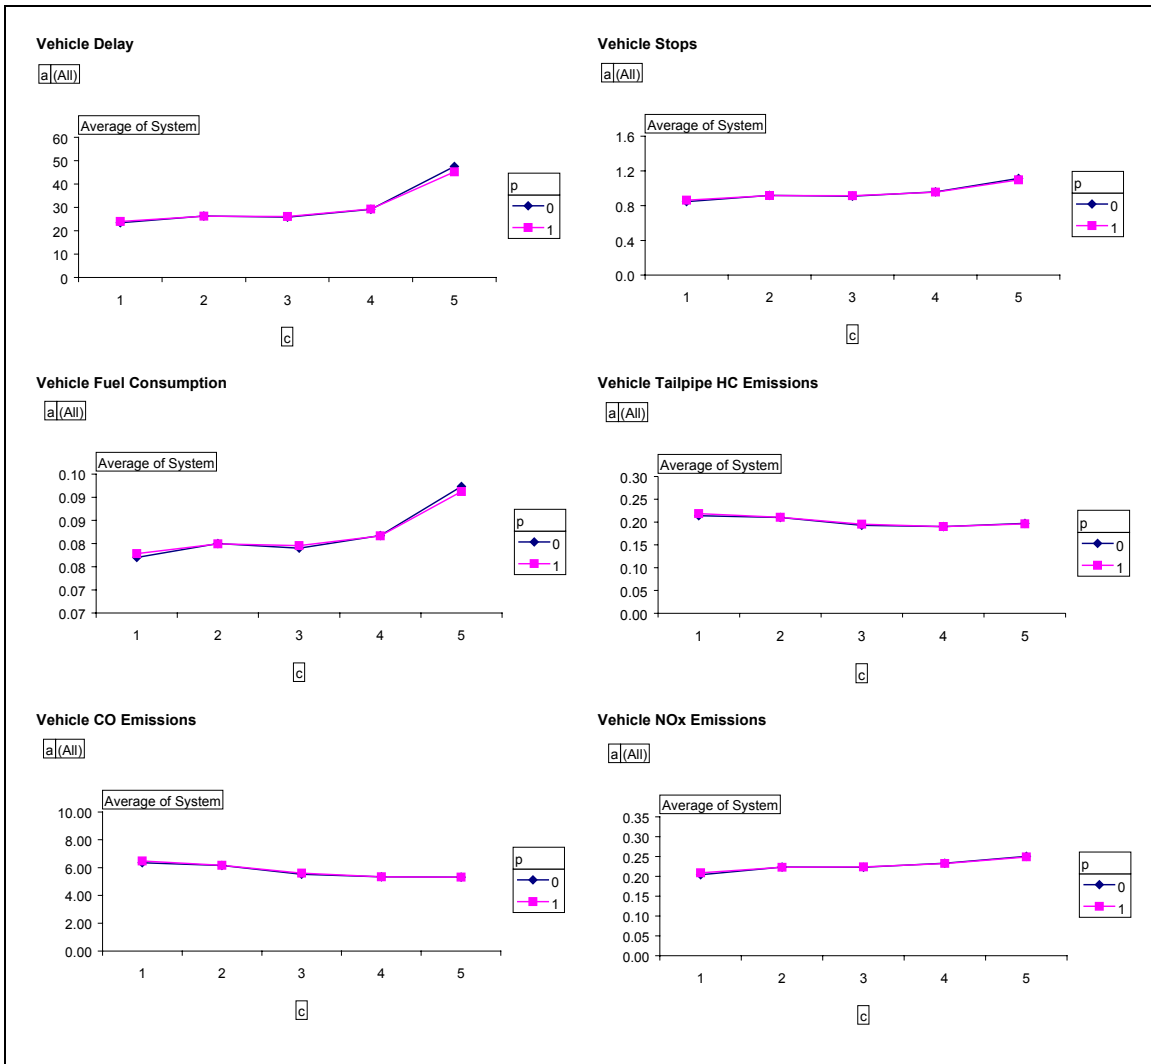 Vehicle Delay
a (All)
Average of System
60
50
40
30
20
10
0
1 2 3 4 5
c
p
0
1
Vehicle Stops
a (All)
Average of System
1.6
1.2
0.8
0.4
0.0
1 2 3 4 5
c
p
0
1
Vehicle Fuel Consumption
a (All)
Average of System
0.10
0.09
0.09
0.08
0.08
0.07
0.07
1 2 3 4 5
c
p
0
1
Vehicle Tailpipe HC Emissions
a (All)
Average of System
0.30
0.25
0.20
0.15
0.10
0.05
0.00
1 2 3 4 5
c
p
0
1
Vehicle CO Emissions
a (All)
Average of System
10.00
8.00
6.00
4.00
2.00
0.00
1 2 3 4 5
c
p
0
1
Vehicle NOx Emissions
a (All)
Average of System
0.35
0.30
0.25
0.20
0.15
0.10
0.05
0.00
1 2 3 4 5
c
p
0
1